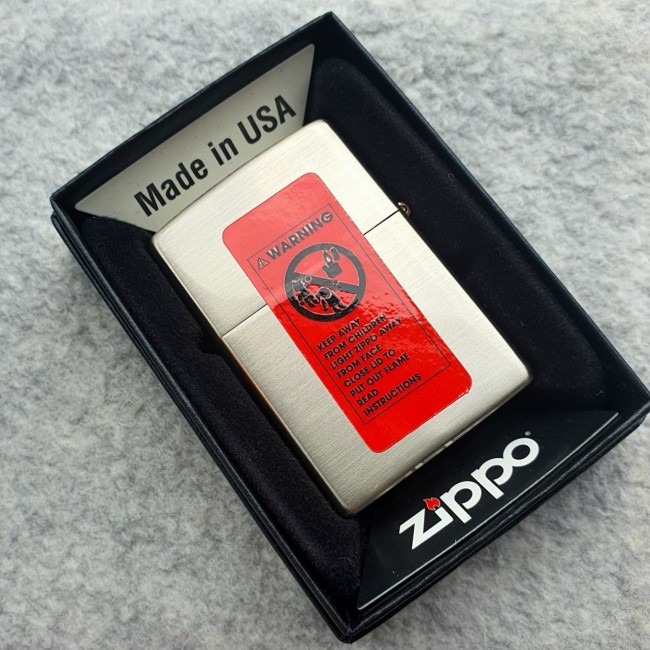 Made in USA
⚠ WARNING
KEEP AWAY
FROM CHILDREN
LIGHT ZIPPO AWAY
FROM FACE
CLOSE LID TO
PUT OUT FLAME
READ
INSTRUCTIONS
zippo®